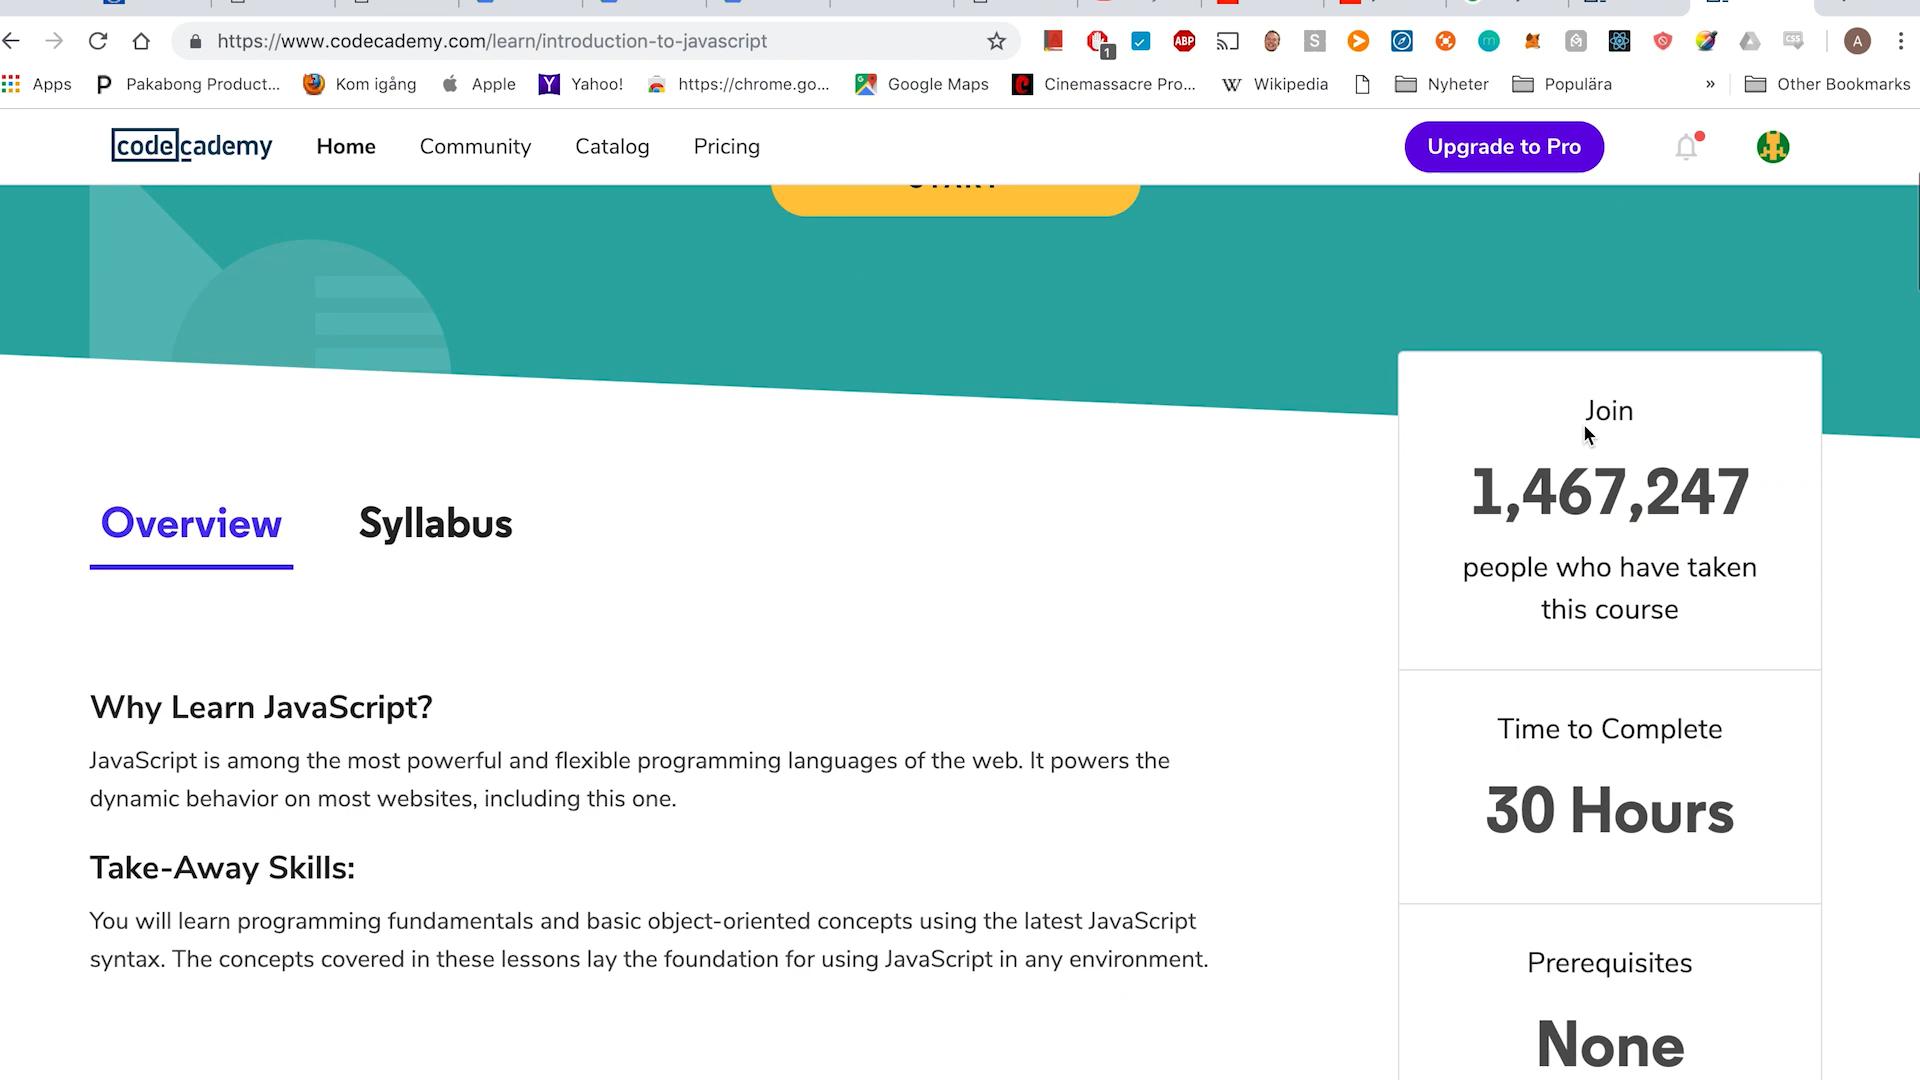 https://www.codecademy.com/learn/introduction-to-javascript
1
ABP
S
m
CSS
A
Apps
Pakabong Product...
Kom igång
Apple
Yahoo!
https://chrome.go...
Google Maps
Cinemassacre Pro...
Wikipedia
Nyheter
Populära
»
Other Bookmarks
codecademy
Home
Community
Catalog
Pricing
Upgrade to Pro
START
Join
1,467,247
people who have taken
this course
Overview
Syllabus
Why Learn JavaScript?
JavaScript is among the most powerful and flexible programming languages of the web. It powers the
dynamic behavior on most websites, including this one.
Time to Complete
30 Hours
Take-Away Skills:
You will learn programming fundamentals and basic object-oriented concepts using the latest JavaScript
syntax. The concepts covered in these lessons lay the foundation for using JavaScript in any environment.
Prerequisites
None